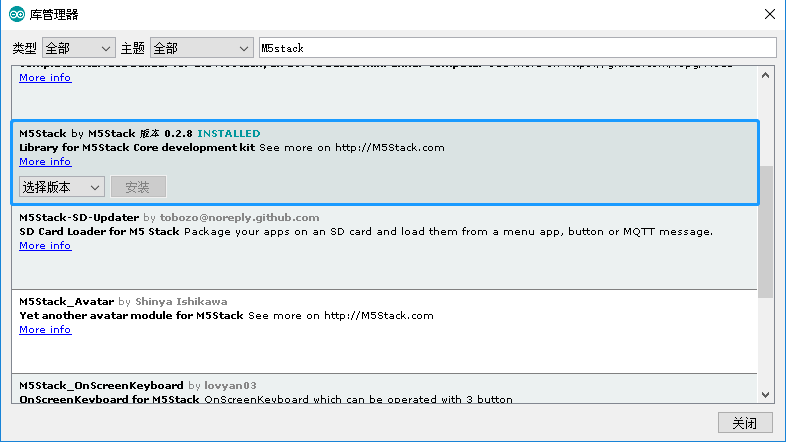 库管理器
类型 全部 主题 全部 M5stack
More info
M5Stack by M5Stack 版本 0.2.8 INSTALLED
Library for M5Stack Core development kit See more on http://M5Stack.com
More info
选择版本 安装
M5Stack-SD-Updater by tobozo@noreply.github.com
SD Card Loader for M5 Stack Package your apps on an SD card and load them from a menu app, button or MQTT message.
More info
M5Stack_Avatar by Shinya Ishikawa
Yet another avatar module for M5Stack See more on http://M5Stack.com
More info
M5Stack_OnScreenKeyboard by lovyan03
OnScreenKeyboard for M5Stack OnScreenKeyboard which can be operated with 3 button
关闭